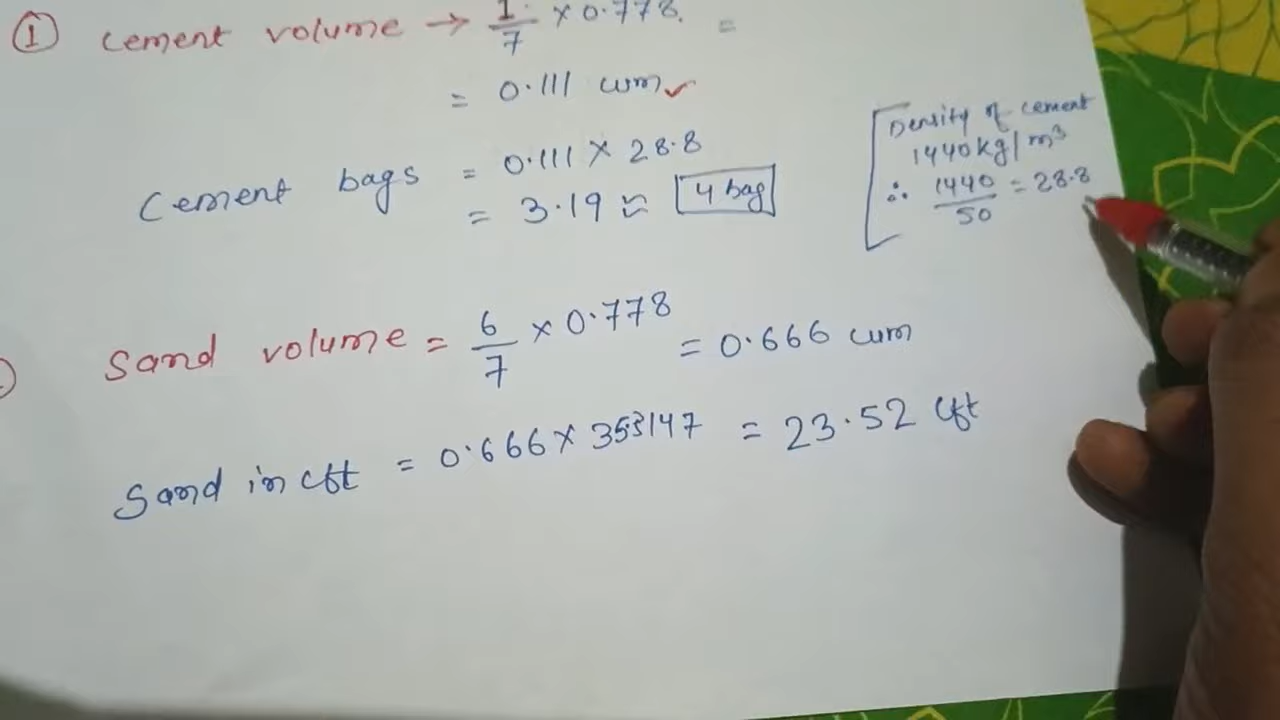 ① Cement volume → 1/7 × 0.778. =
= 0.111 cum ✓
Cement bags = 0.111 × 28.8
= 3.19 ≈ 4 bag
[Density of cement
1440 kg/m³
∴ 1440/50 = 28.8
Sand volume = 6/7 × 0.778 = 0.666 cum
Sand in cft = 0.666 × 353147 = 23.52 cft